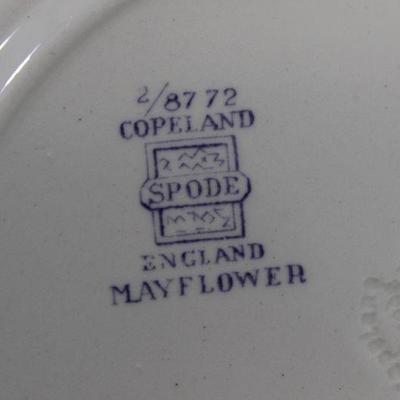 2/8772
COPELAND
SPODE
ENGLAND
MAYFLOWER